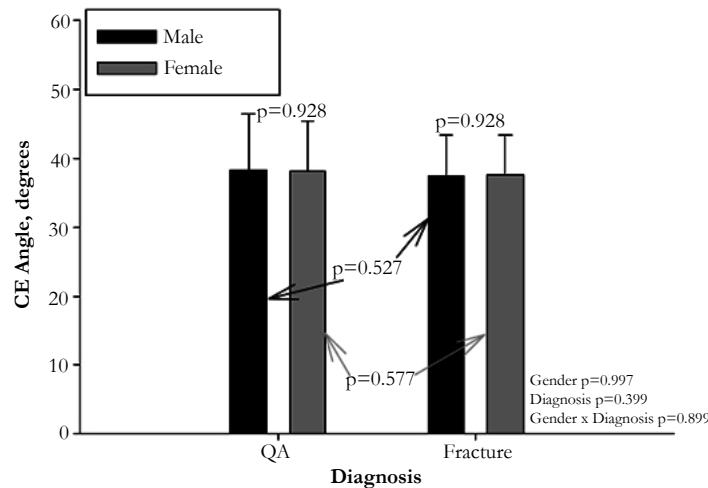 60
Male
Female
50
p=0.928
p=0.928
40
CE Angle, degrees
30
p=0.527
20
p=0.577
Gender p=0.997
Diagnosis p=0.399
Gender x Diagnosis p=0.899
10
0
QA
Fracture
Diagnosis